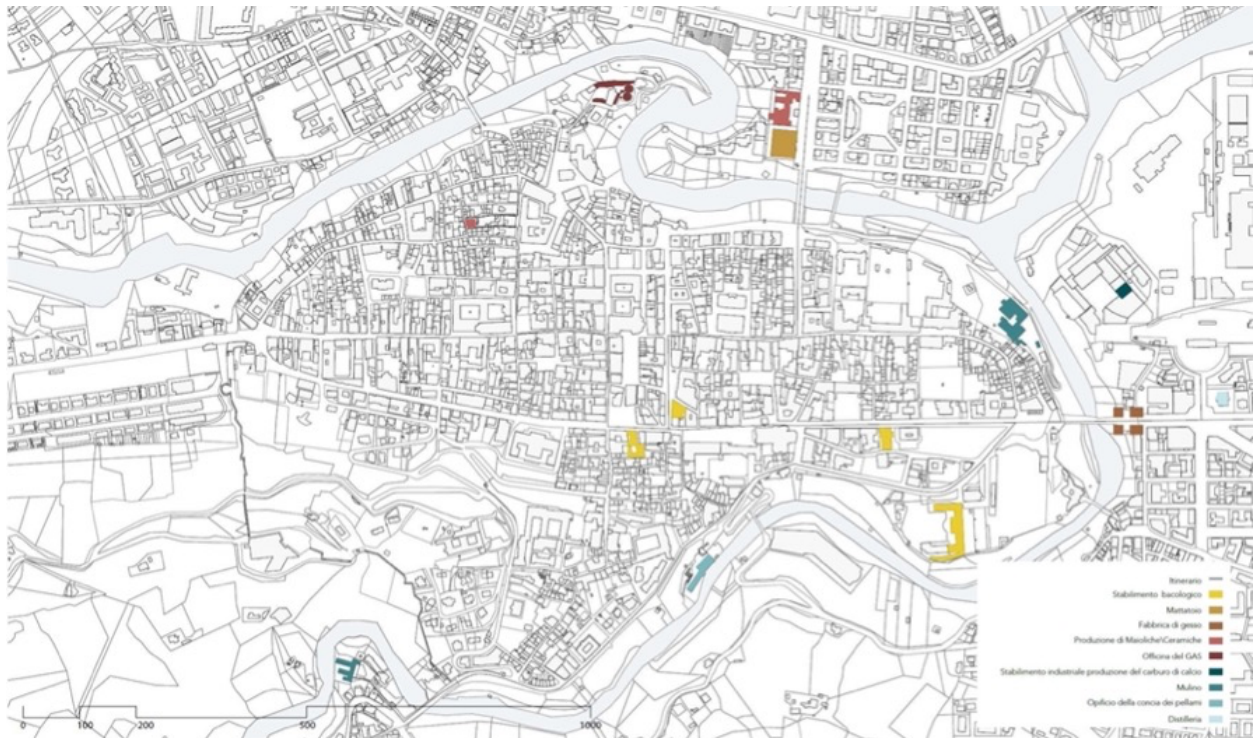 Itinerario
Stabilimento bacologico
Mattatoio
Fabbrica di gesso
Produzione di Maioliche\Ceramiche
Officina del GAS
Stabilimento industriale produzione del carburo di calcio
Mulino
Opificio della concia dei pellami
Distilleria
0 100 200 500 1000